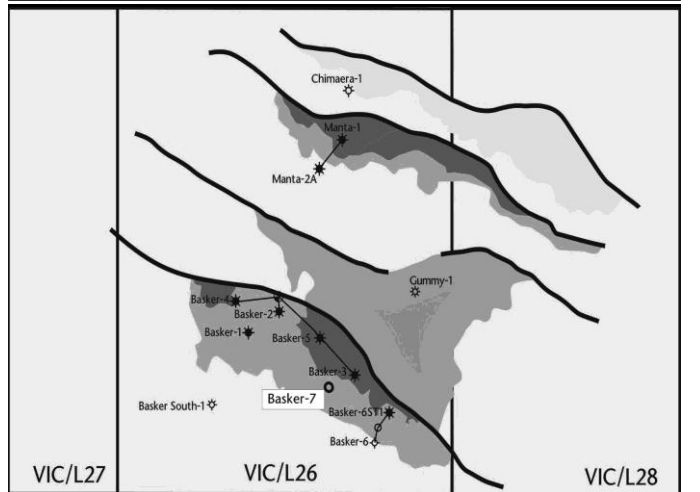 Chimaera-1
Manta-1
Manta-2A
Gummy-1
Basker-4
Basker-2
Basker-1
Basker-5
Basker-3
Basker-7
Basker South-1
Basker-6ST1
Basker-6
VIC/L27
VIC/L26
VIC/L28